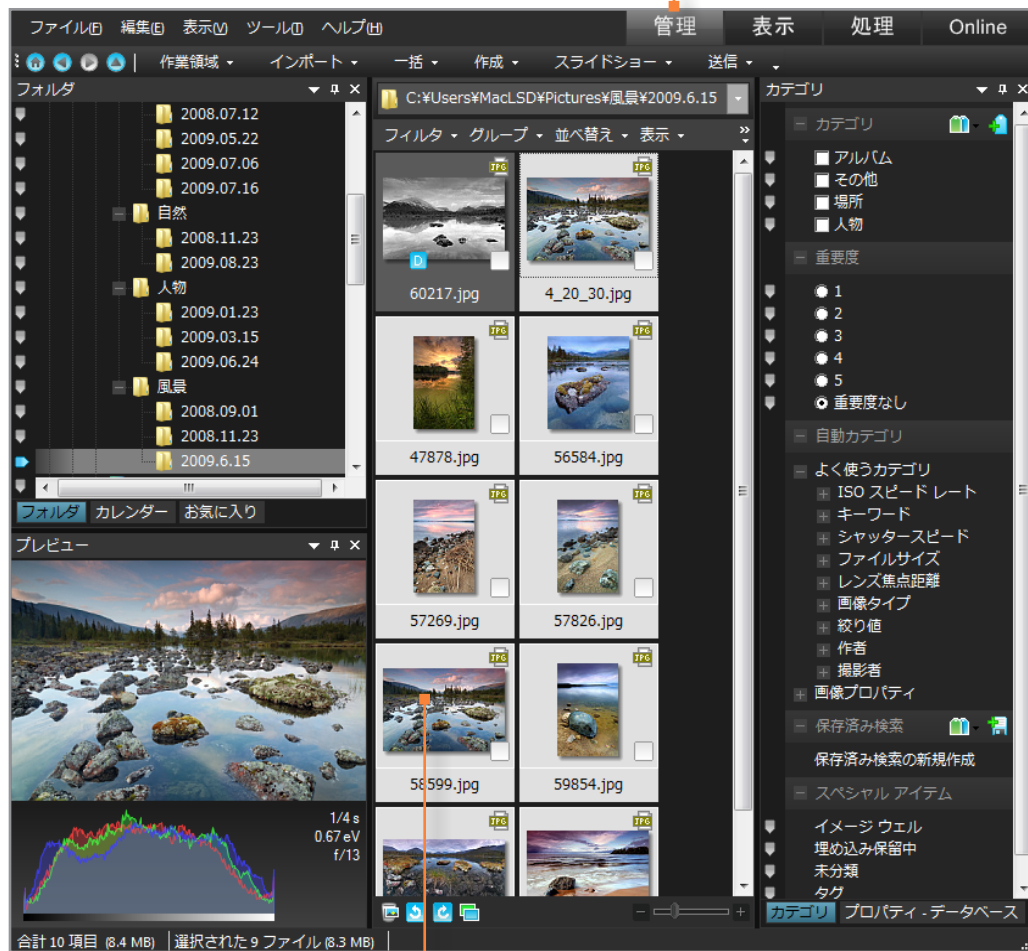 ファイル(F) 編集(E) 表示(V) ツール(T) ヘルプ(H)
管理 表示 処理 Online
作業領域 インポート 一括 作成 スライドショー 送信
フォルダ
2008.07.12
2009.05.22
2009.07.06
2009.07.16
自然
2008.11.23
2009.08.23
人物
2009.01.23
2009.03.15
2009.06.24
風景
2008.09.01
2008.11.23
2009.6.15
フォルダ カレンダー お気に入り
プレビュー
1/4 s
0.67 eV
f/13
C:¥Users¥MacLSD¥Pictures¥風景¥2009.6.15
フィルタ グループ 並べ替え 表示
JPG JPG
D
60217.jpg 4_20_30.jpg
JPG JPG
47878.jpg 56584.jpg
JPG JPG
57269.jpg 57826.jpg
JPG JPG
58599.jpg 59854.jpg
JPG JPG
カテゴリ
カテゴリ
アルバム
その他
場所
人物
重要度
1
2
3
4
5
重要度なし
自動カテゴリ
よく使うカテゴリ
ISO スピード レート
キーワード
シャッタースピード
ファイルサイズ
レンズ焦点距離
画像タイプ
絞り値
作者
撮影者
画像プロパティ
保存済み検索
保存済み検索の新規作成
スペシャル アイテム
イメージ ウェル
埋め込み保留中
未分類
タグ
カテゴリ プロパティ - データベース
合計 10 項目 (8.4 MB) 選択された 9 ファイル (8.3 MB)